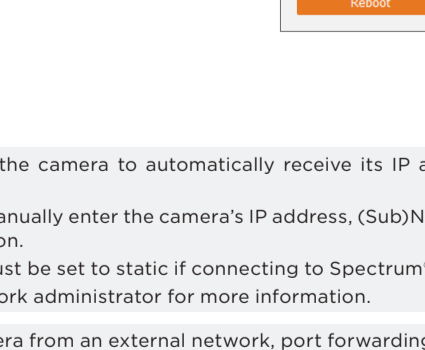 Reboot
the camera to automatically receive its IP a
anually enter the camera's IP address, (Sub)N
on.
ust be set to static if connecting to Spectrum®
ork administrator for more information.
era from an external network, port forwarding